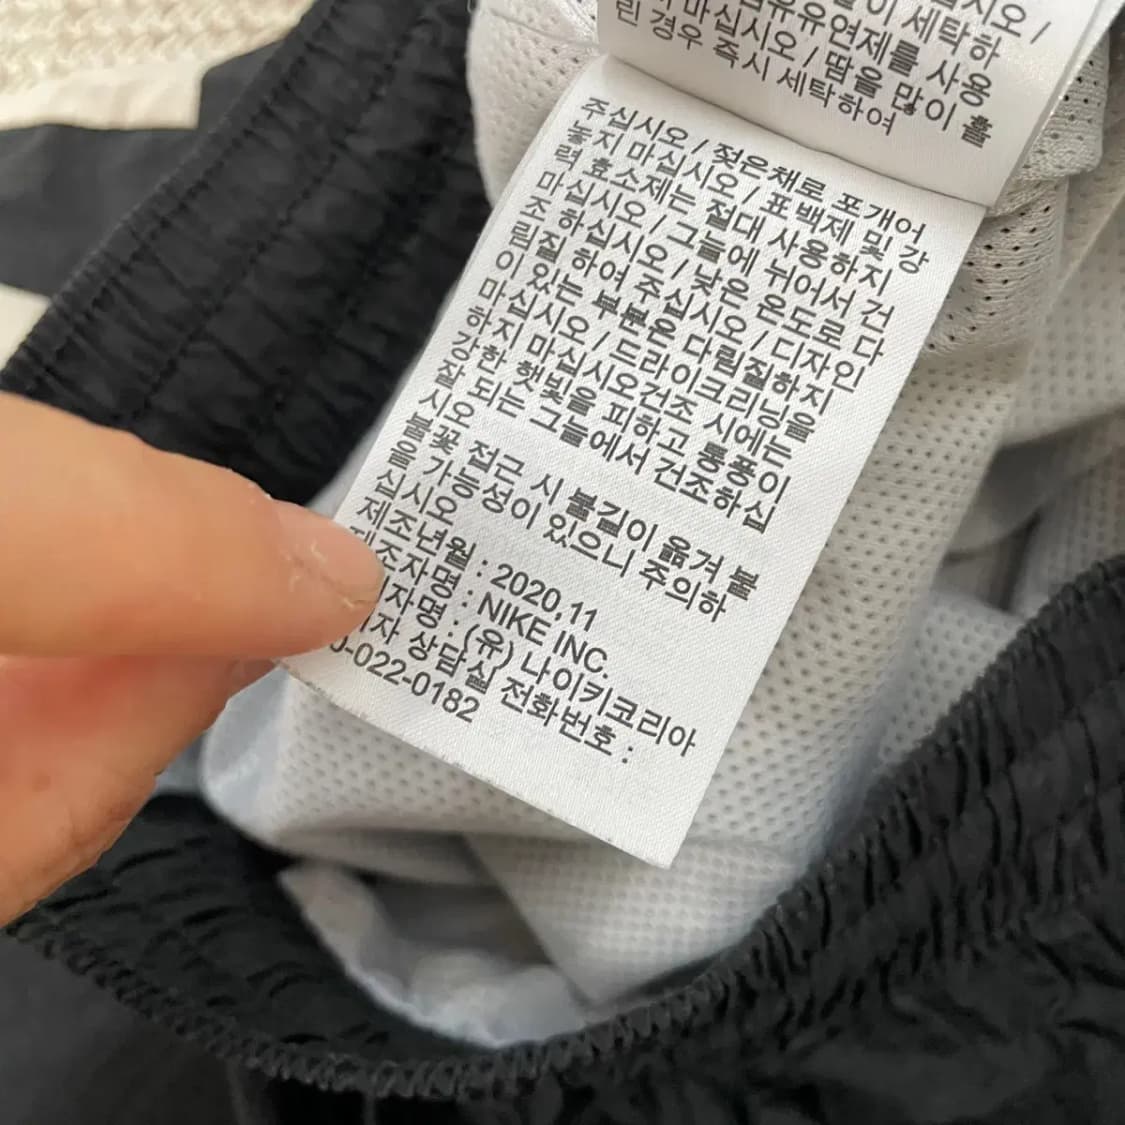 십시오 /
이 세탁하
유연제를 사용
마십시오 / 땀을 많이 흘
린 경우 즉시 세탁하여
주십시오 / 젖은채로 포개어
놓지 마십시오 / 표백제 및 강
력 효소제는 절대 사용하지
마십시오 / 그늘에 뉘어서 건
조 하십시오 / 낮은 온도로 다
림질 하여 주십시오 / 디자인
이 있는 부분은 다림질하지
마십시오 / 드라이크리닝을
하지 마십시오건조 시에는
강한 햇빛을 피하고 통풍이
잘 되는 그늘에서 건조하십
시오
불꽃 접근 시 불길이 옮겨 붙
을 가능성이 있으니 주의하
십시오
제조년월 : 2020.11
제조자명 : NIKE INC.
자명 : (유) 나이키코리아
자 상담실 전화번호 :
0-022-0182